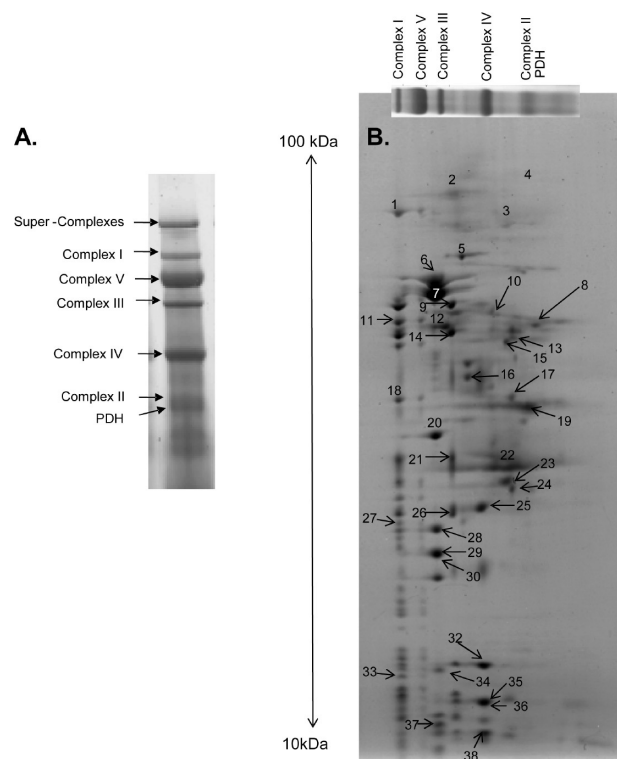 Complex I
Complex V
Complex III
Complex IV
Complex II
PDH
A.
100 kDa
B.
Super-Complexes
Complex I
Complex V
Complex III
Complex IV
Complex II
PDH
4
2
1
3
5
6
7
10
8
9
11
12
14
13
15
16
17
18
19
20
21
22
23
24
25
26
27
28
29
30
32
33
34
35
36
37
38
10kDa